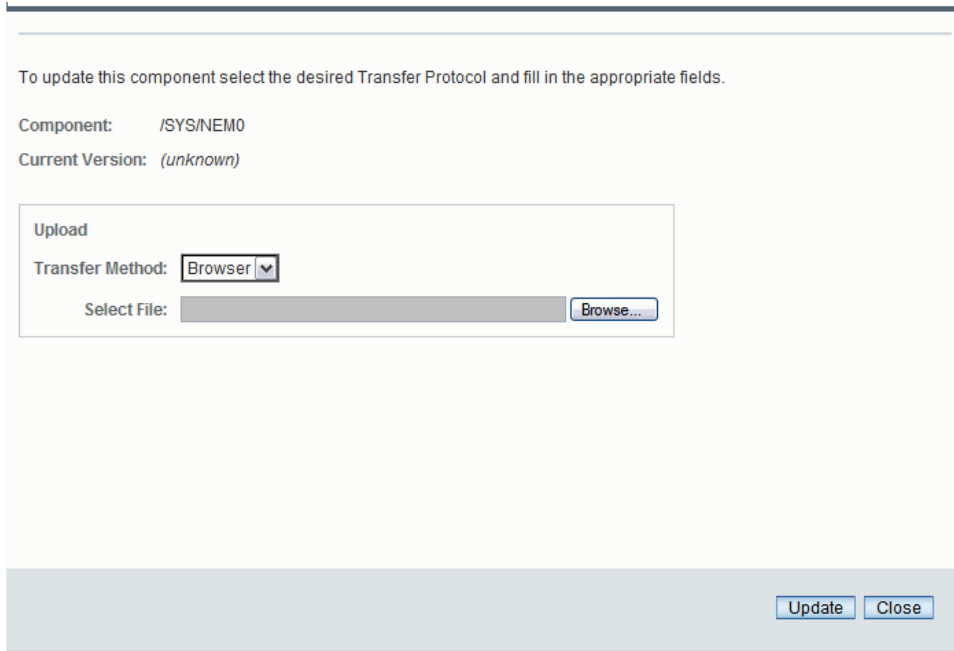 To update this component select the desired Transfer Protocol and fill in the appropriate fields.
Component: /SYS/NEM0
Current Version: (unknown)
Upload
Transfer Method: Browser
Select File: Browse...
Update Close